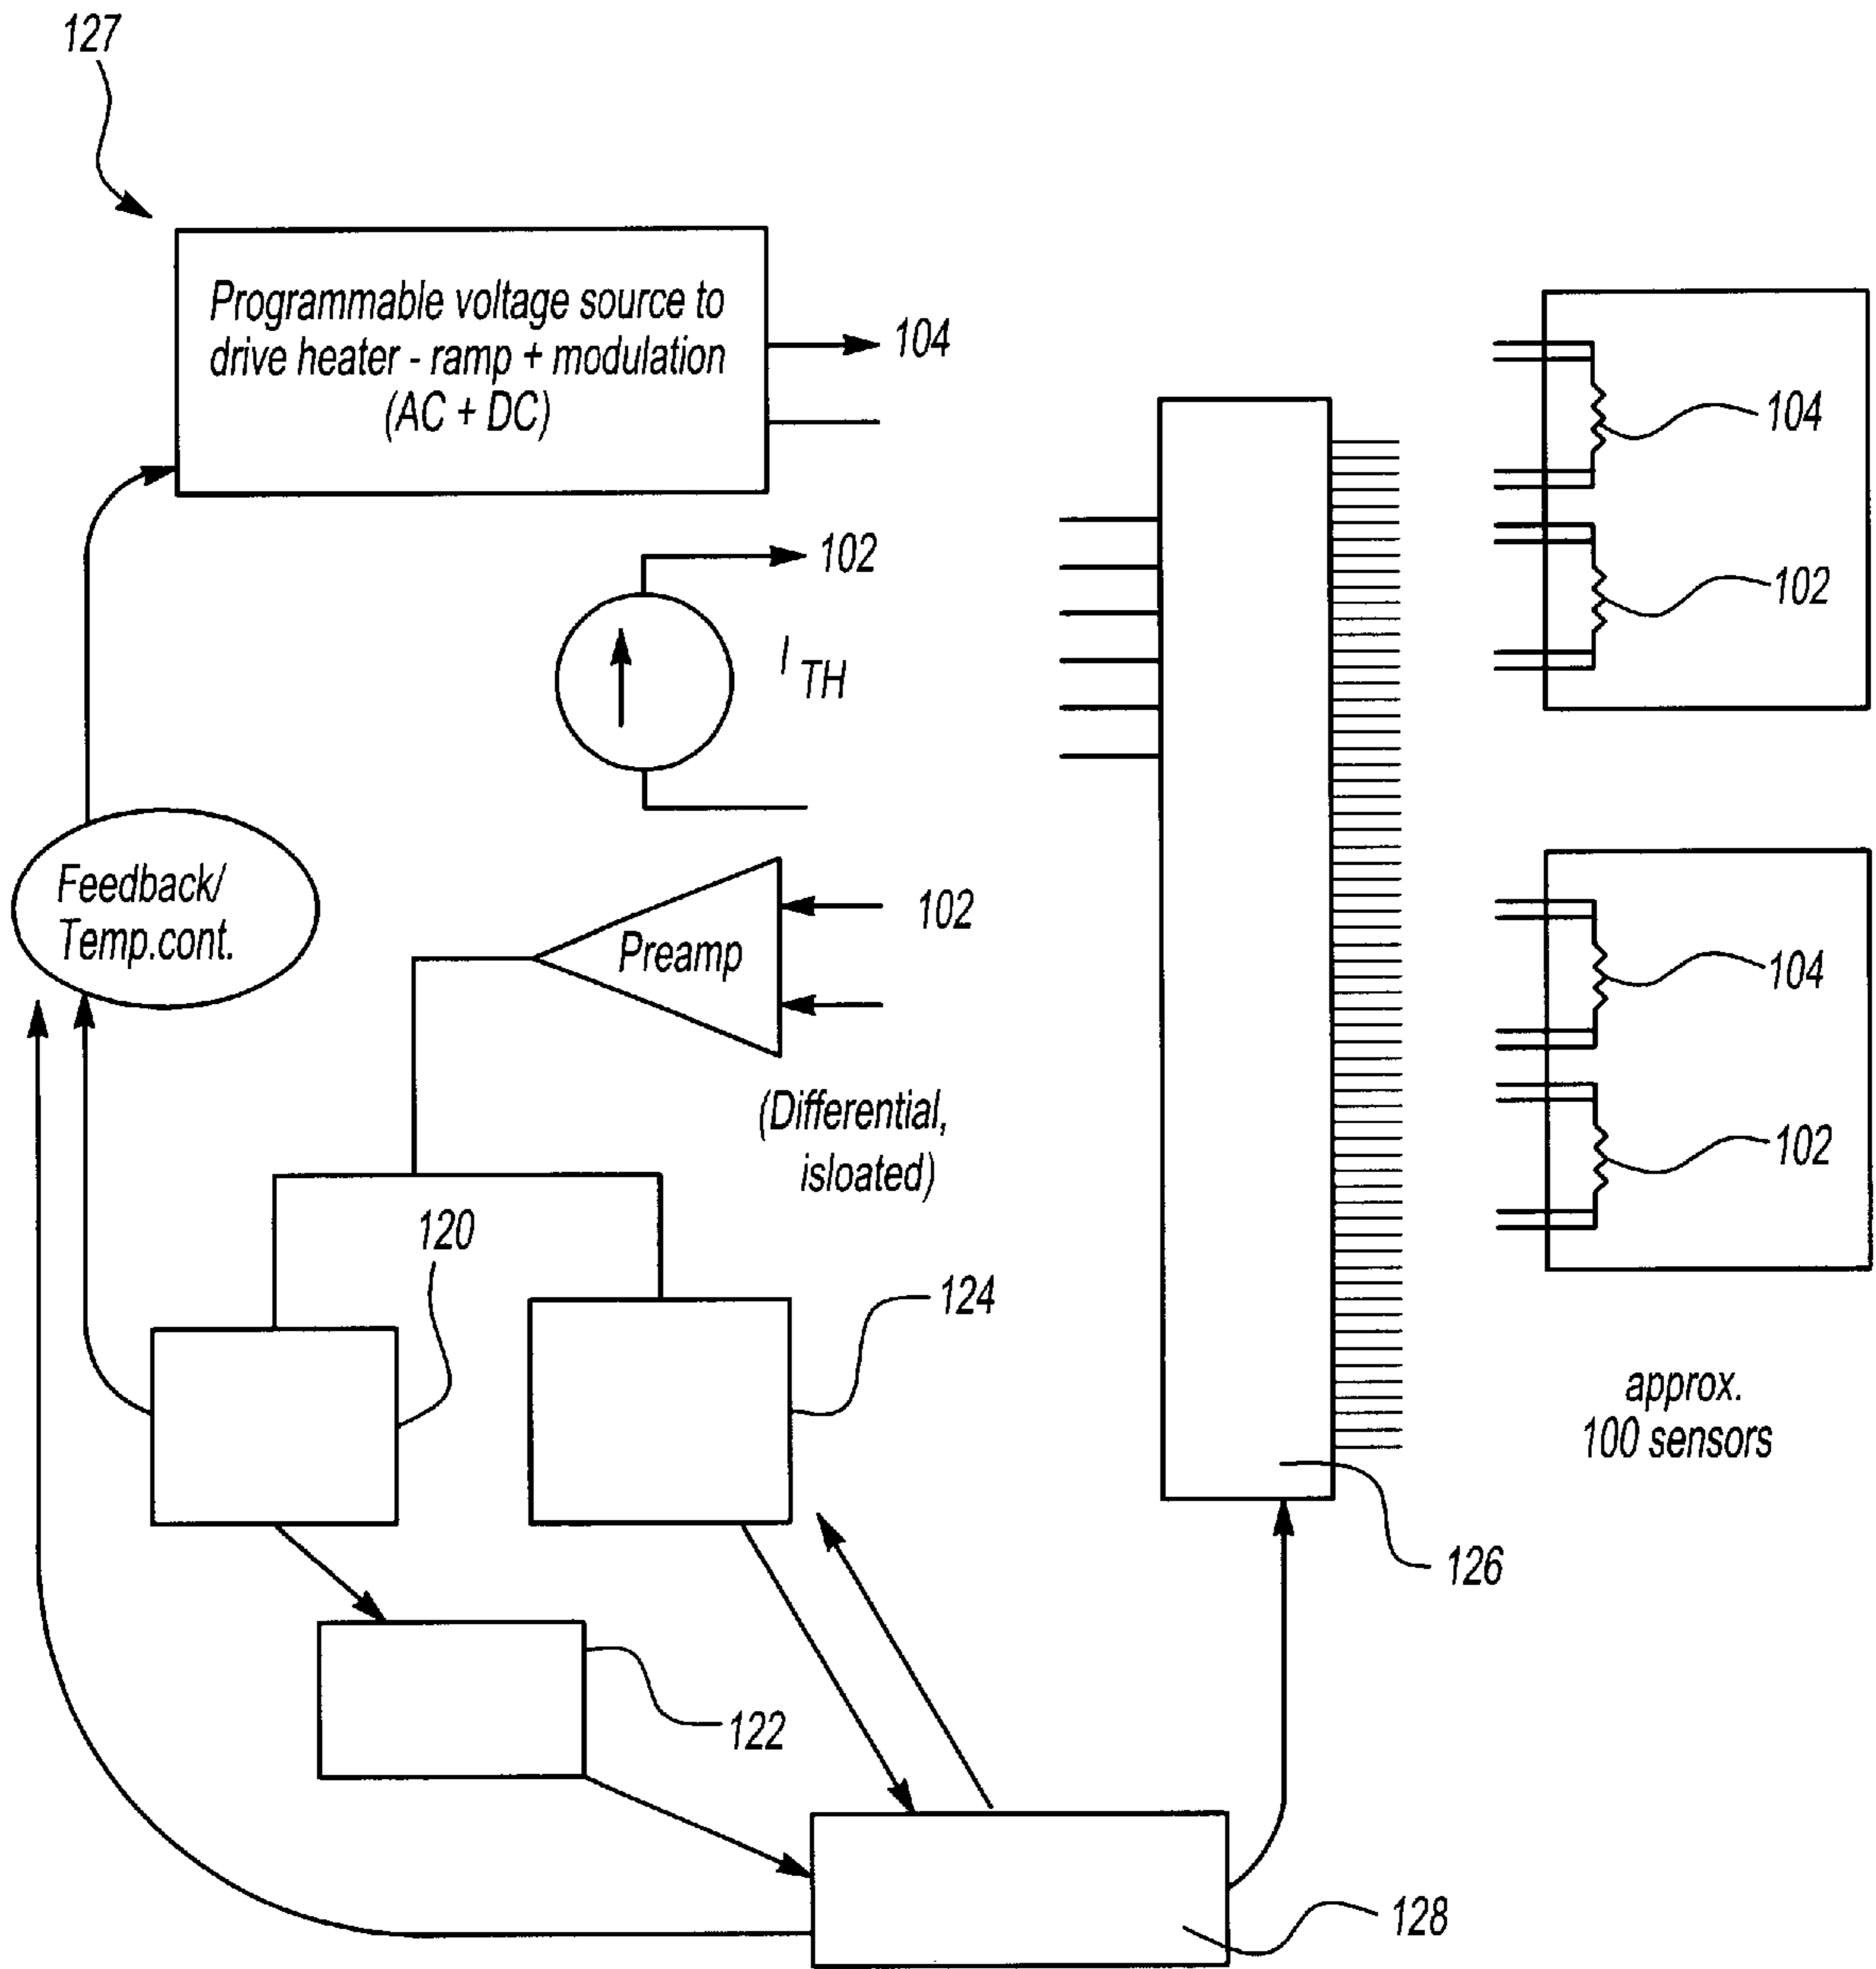 127
Programmable voltage source to
drive heater - ramp + modulation
(AC + DC)
104
104
102
I TH
102
Feedback/
Temp.cont.
Preamp
102
(Differential,
isloated)
104
102
120
124
approx.
100 sensors
126
122
128